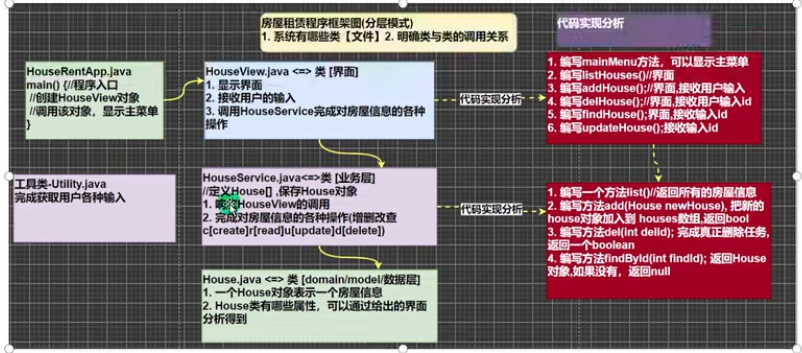 房屋租赁程序框架图(分层模式)
1. 系统有哪些类【文件】2. 明确类与类的调用关系
代码实现分析
HouseRentApp.java
main() {//程序入口
//创建HouseView对象
//调用该对象，显示主菜单
}
HouseView.java <=> 类 [界面]
1. 显示界面
2. 接收用户的输入
3. 调用HouseService完成对房屋信息的各种
操作
代码实现分析
1. 编写mainMenu方法，可以显示主菜单
2. 编写listHouses()//界面
3. 编写addHouse();//界面,接收用户输入
4. 编写delHouse();//界面,接收用户输入id
5. 编写findHouse();界面,接收输入id
6. 编写updateHouse();接收输入id
工具类-Utility.java
完成获取用户各种输入
HouseService.java<=>类 [业务层]
//定义House[] ,保存House对象
1. 响应HouseView的调用
2. 完成对房屋信息的各种操作(增删改查
c[create]r[read]u[update]d[delete])
代码实现分析
1. 编写一个方法list()//返回所有的房屋信息
2. 编写方法add(House newHouse), 把新的
house对象加入到 houses数组,返回bool
3. 编写方法del(int delId); 完成真正删除任务,
返回一个boolean
4. 编写方法findById(int findId); 返回House
对象,如果没有，返回null
House.java <=> 类 [domain/model/数据层]
1. 一个House对象表示一个房屋信息
2. House类有哪些属性，可以通过给出的界面
分析得到